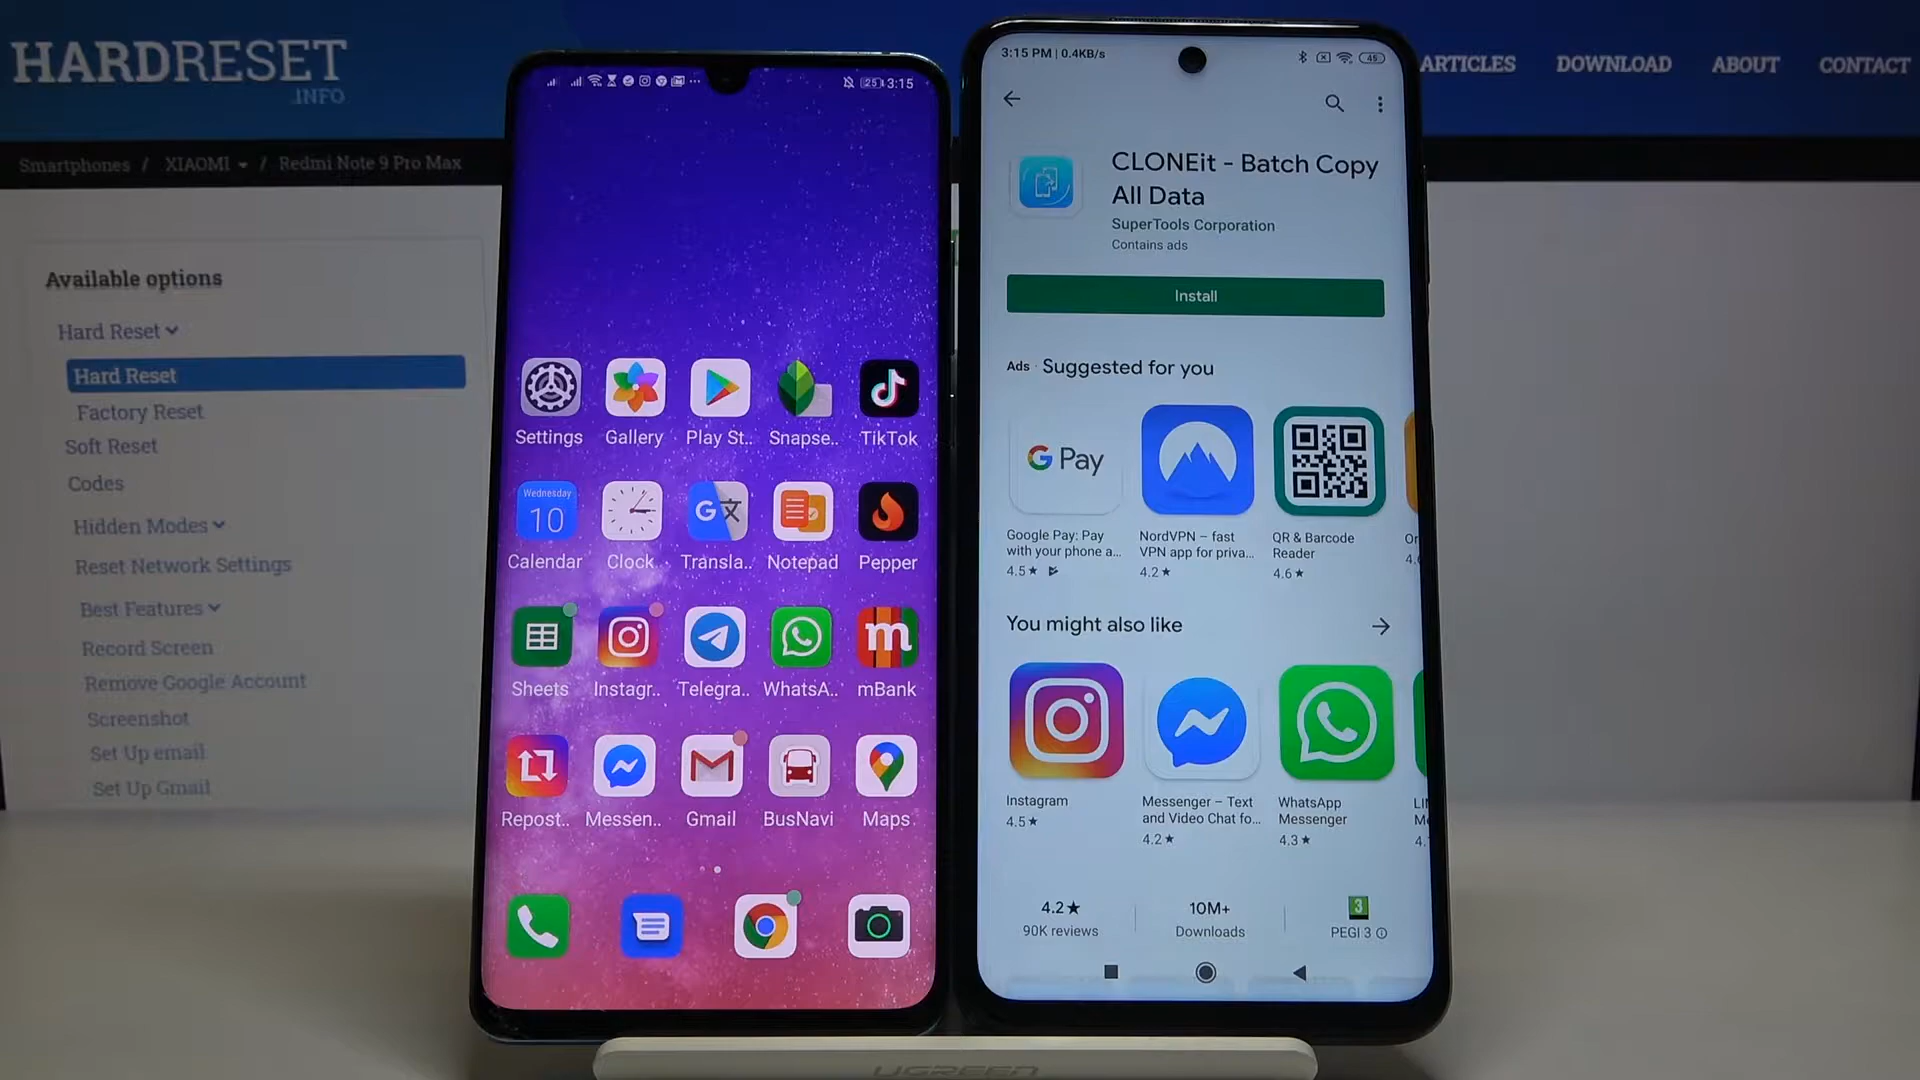 HARDRESET
.INFO
ARTICLES
DOWNLOAD
ABOUT
CONTACT
Smartphones / XIAOMI / Redmi Note 9 Pro Max
Available options
Hard Reset
Hard Reset
Factory Reset
Soft Reset
Codes
Hidden Modes
Reset Network Settings
Best Features
Record Screen
Remove Google Account
Screenshot
Set Up email
Set Up Gmail
25 3:15
Settings Gallery Play St.. Snapse.. TikTok
Wednesday
10
Calendar Clock Transla.. Notepad Pepper
m
Sheets Instagr.. Telegra.. WhatsA.. mBank
Repost.. Messen.. Gmail BusNavi Maps
3:15 PM | 0.4KB/s
45
CLONEit - Batch Copy
All Data
SuperTools Corporation
Contains ads
Install
Ads · Suggested for you
G Pay
Google Pay: Pay
with your phone a...
4.5★
NordVPN – fast
VPN app for priva...
4.2★
QR & Barcode
Reader
4.6★
You might also like
Instagram
4.5★
Messenger – Text
and Video Chat fo...
4.2★
WhatsApp
Messenger
4.3★
4.2★
90K reviews
10M+
Downloads
3
PEGI 3
UGREEN